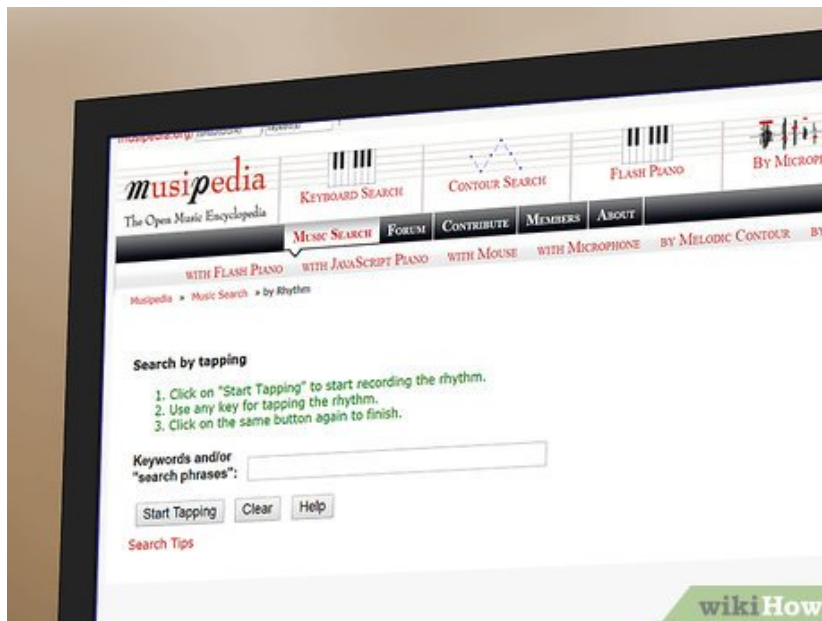 musipedia
The Open Music Encyclopedia
KEYBOARD SEARCH
CONTOUR SEARCH
FLASH PIANO
BY
MUSIC SEARCH FORUM CONTRIBUTE MEMBERS ABOUT
WITH FLASH PIANO WITH JAVASCRIPT PIANO WITH MOUSE WITH MICROPHONE BY MELODIC CONTOUR
Musipedia » Music Search » by Rhythm
Search by tapping
1. Click on "Start Tapping" to start recording the rhythm.
2. Use any key for tapping the rhythm.
3. Click on the same button again to finish.
Keywords and/or
"search phrases":
Start Tapping Clear Help
Search Tips
wikiHow